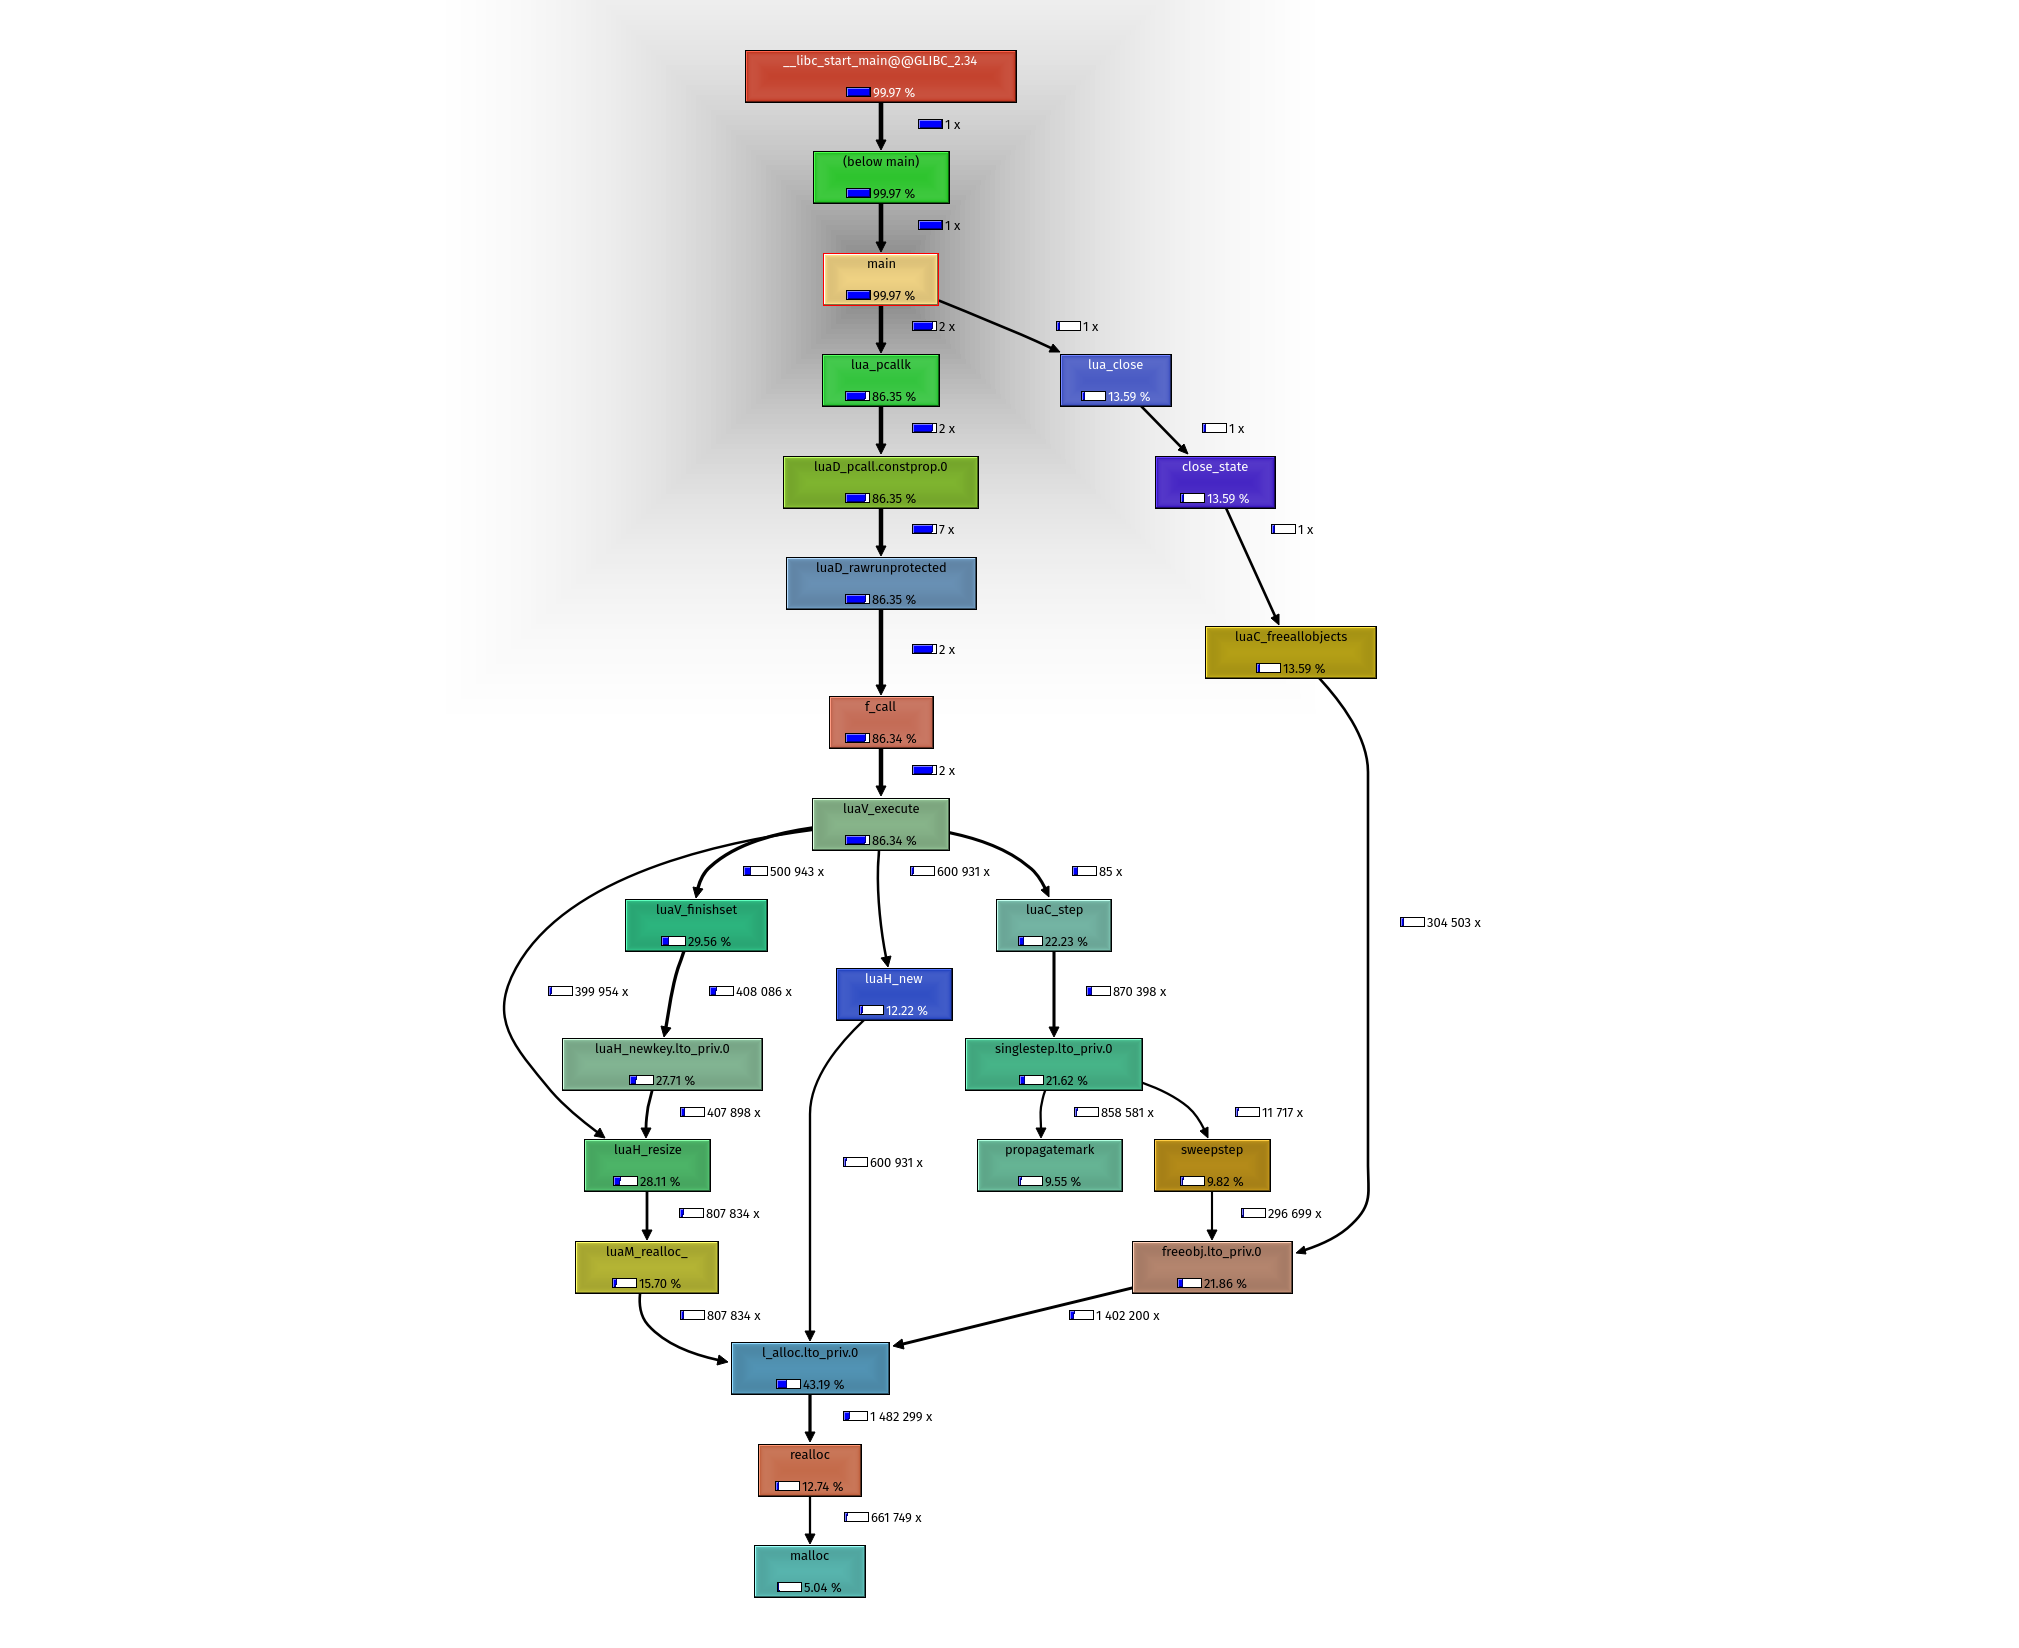 __libc_start_main@@GLIBC_2.34
99.97 %
1 x
(below main)
99.97 %
1 x
main
99.97 %
2 x
1 x
lua_pcallk
86.35 %
lua_close
13.59 %
2 x
1 x
luaD_pcall.constprop.0
86.35 %
close_state
13.59 %
7 x
1 x
luaD_rawrunprotected
86.35 %
2 x
luaC_freeallobjects
13.59 %
f_call
86.34 %
2 x
luaV_execute
86.34 %
500 943 x
600 931 x
85 x
luaV_finishset
29.56 %
luaC_step
22.23 %
304 503 x
luaH_new
12.22 %
399 954 x
408 086 x
870 398 x
luaH_newkey.lto_priv.0
27.71 %
singlestep.lto_priv.0
21.62 %
407 898 x
858 581 x
11 717 x
luaH_resize
28.11 %
600 931 x
propagatemark
9.55 %
sweepstep
9.82 %
807 834 x
296 699 x
luaM_realloc_
15.70 %
freeobj.lto_priv.0
21.86 %
807 834 x
1 402 200 x
l_alloc.lto_priv.0
43.19 %
1 482 299 x
realloc
12.74 %
661 749 x
malloc
5.04 %